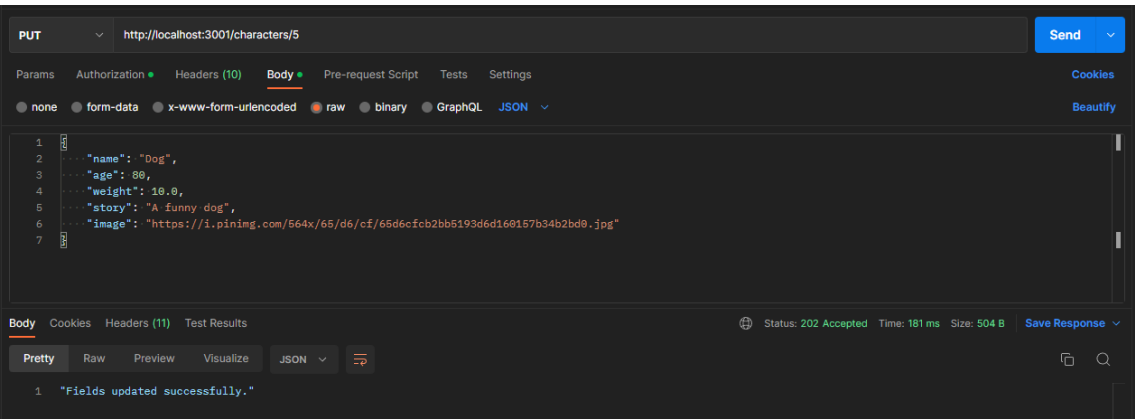 PUT http://localhost:3001/characters/5 Send
Params Authorization Headers (10) Body Pre-request Script Tests Settings Cookies
none form-data x-www-form-urlencoded raw binary GraphQL JSON Beautify
1 {
2 "name": "Dog",
3 "age": 80,
4 "weight": 10.0,
5 "story": "A funny dog",
6 "image": "https://i.pinimg.com/564x/65/d6/cf/65d6cfcb2bb5193d6d160157b34b2bd0.jpg"
7 }
Body Cookies Headers (11) Test Results Status: 202 Accepted Time: 181 ms Size: 504 B Save Response
Pretty Raw Preview Visualize JSON
1 "Fields updated successfully."